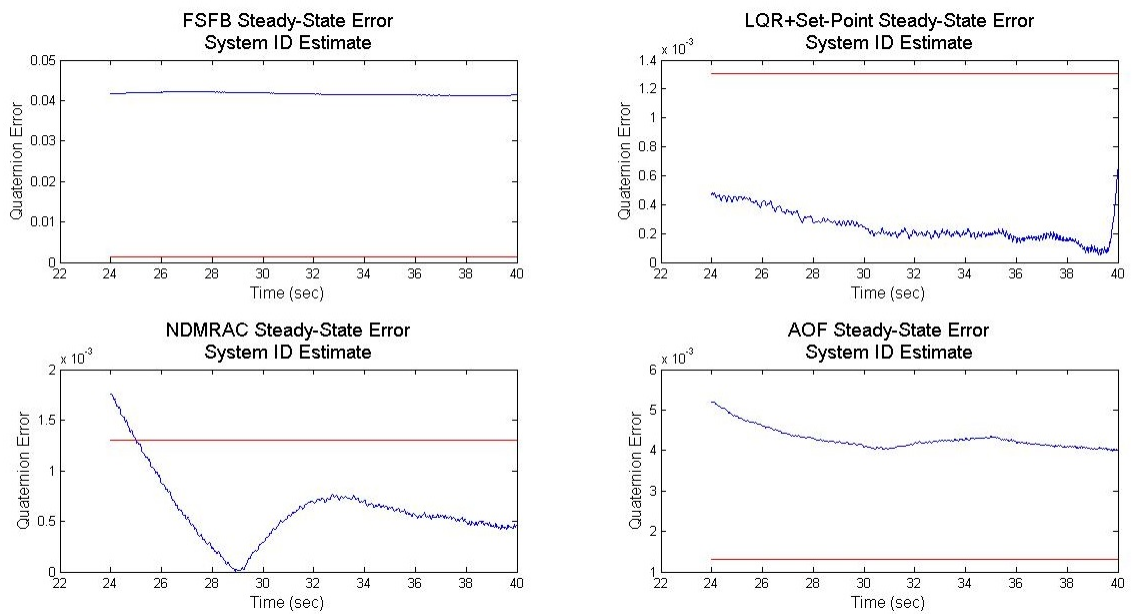 FSFB Steady-State Error
System ID Estimate
0.05
0.04
0.03
0.02
0.01
0
22 24 26 28 30 32 34 36 38 40
Quaternion Error
Time (sec)
LQR+Set-Point Steady-State Error
System ID Estimate
x 10⁻³
1.4
1.2
1
0.8
0.6
0.4
0.2
0
22 24 26 28 30 32 34 36 38 40
Quaternion Error
Time (sec)
NDMRAC Steady-State Error
System ID Estimate
x 10⁻³
2
1.5
1
0.5
0
22 24 26 28 30 32 34 36 38 40
Quaternion Error
Time (sec)
AOF Steady-State Error
System ID Estimate
x 10⁻³
6
5
4
3
2
1
22 24 26 28 30 32 34 36 38 40
Quaternion Error
Time (sec)